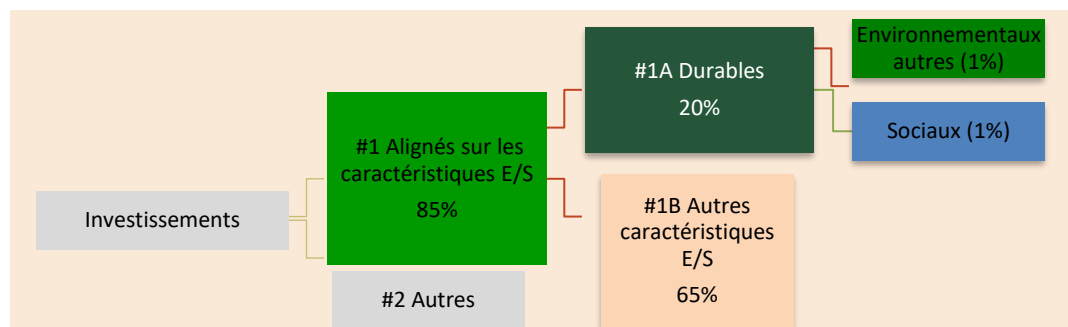 Investissements
#1 Alignés sur les
caractéristiques E/S
85%
#2 Autres
#1A Durables
20%
#1B Autres
caractéristiques
E/S
65%
Environnementaux
autres (1%)
Sociaux (1%)